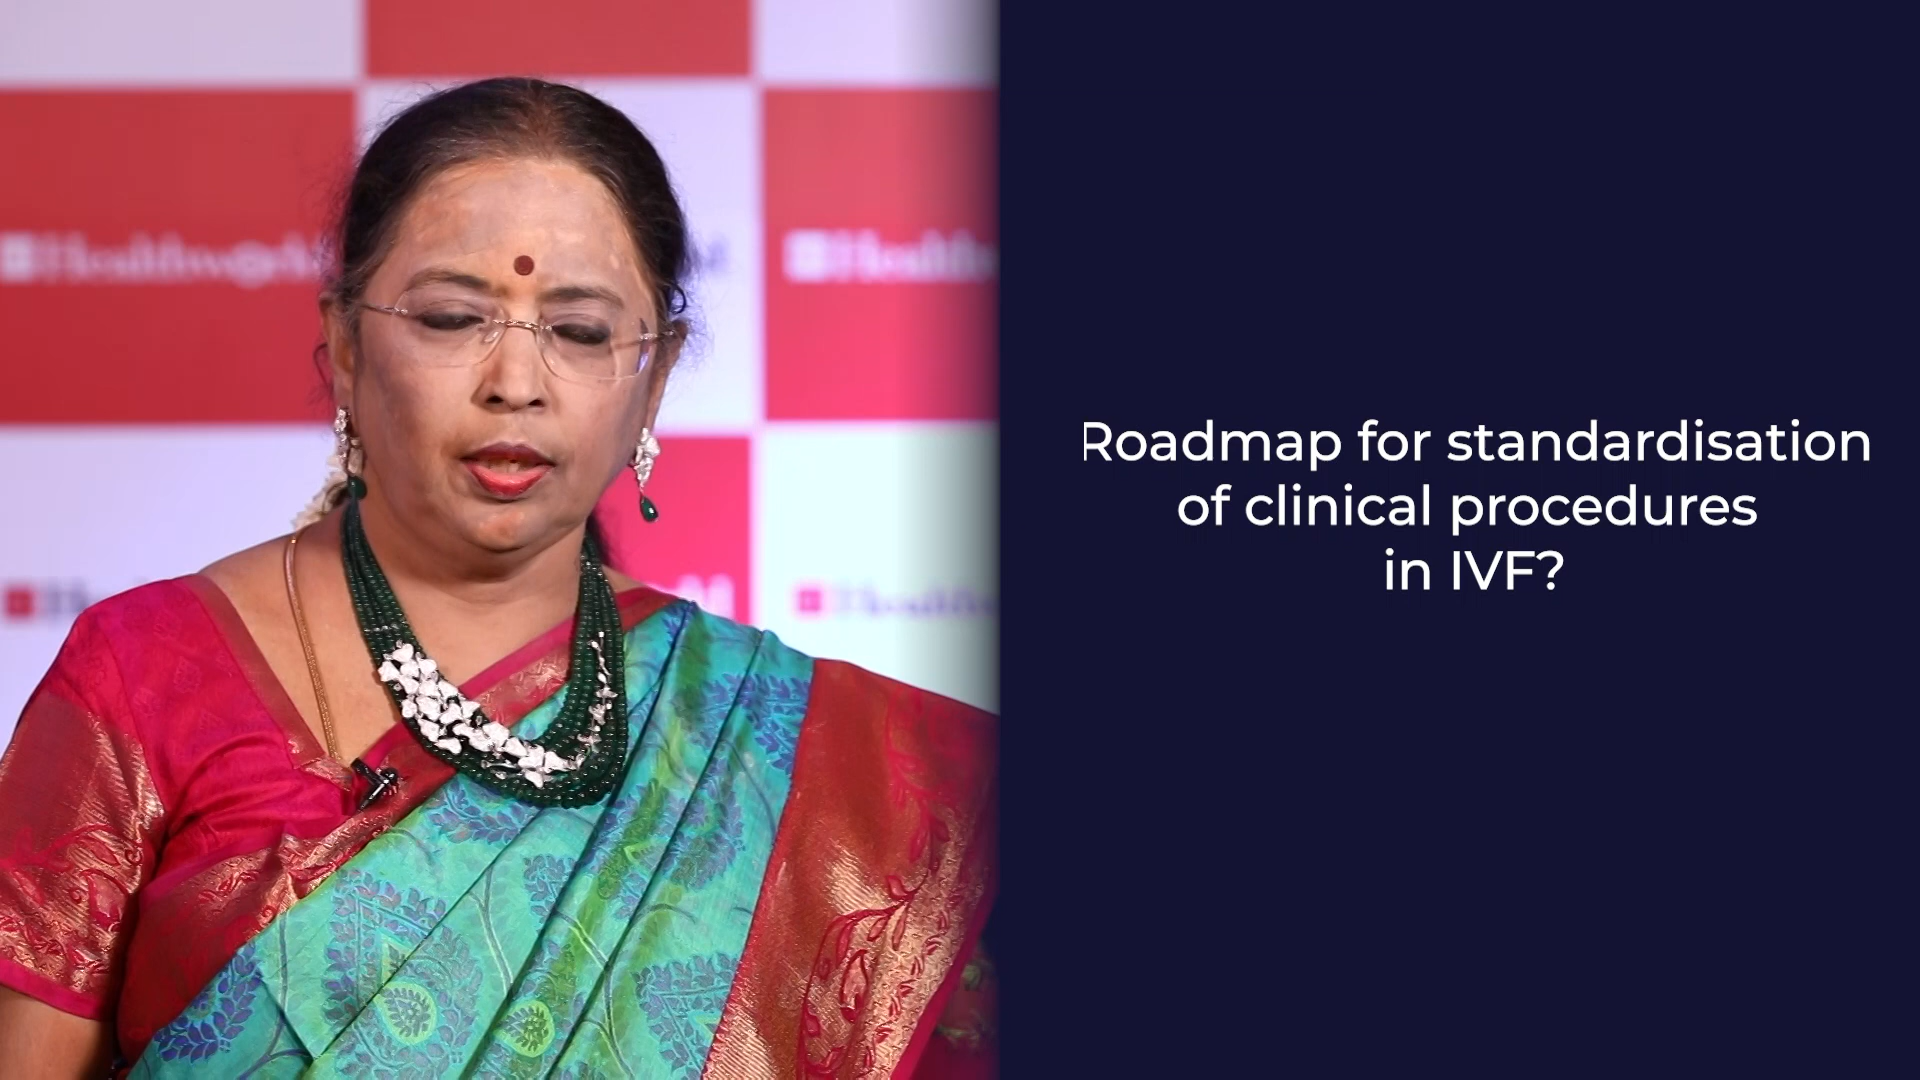 Roadmap for standardisation
of clinical procedures
in IVF?